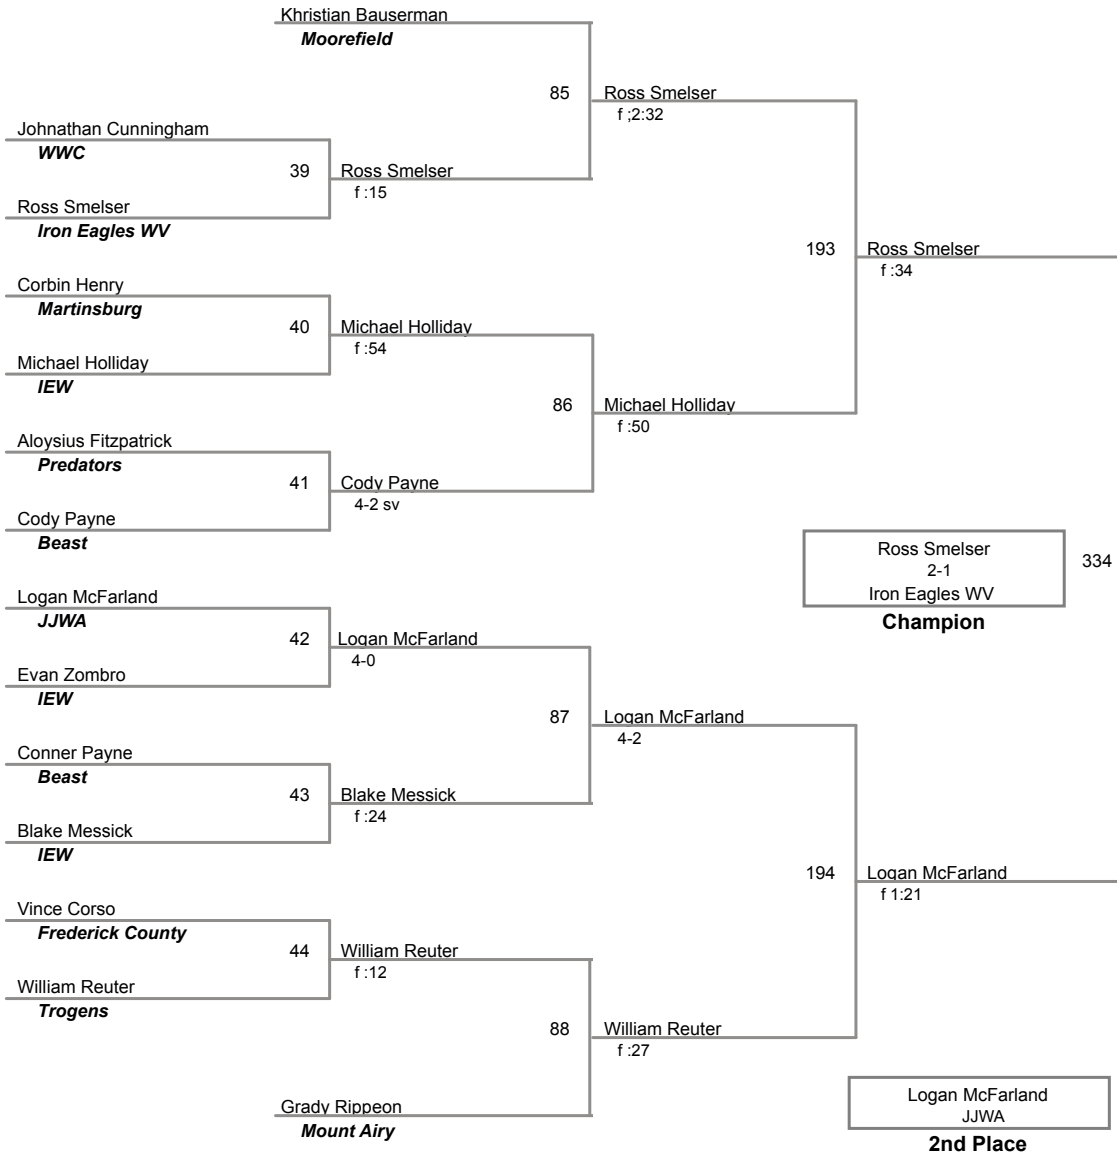 Khristian Bauserman
Moorefield
85
Ross Smelser
f ;2:32
Johnathan Cunningham
WWC
39
Ross Smelser
f :15
Ross Smelser
Iron Eagles WV
193
Ross Smelser
f :34
Corbin Henry
Martinsburg
40
Michael Holliday
f :54
Michael Holliday
IEW
86
Michael Holliday
f :50
Aloysius Fitzpatrick
Predators
41
Cody Payne
4-2 sv
Cody Payne
Beast
Ross Smelser
2-1
Iron Eagles WV
334
Champion
Logan McFarland
JJWA
42
Logan McFarland
4-0
Evan Zombro
IEW
87
Logan McFarland
4-2
Conner Payne
Beast
43
Blake Messick
f :24
Blake Messick
IEW
194
Logan McFarland
f 1:21
Vince Corso
Frederick County
44
William Reuter
f :12
William Reuter
Trogens
88
William Reuter
f :27
Grady Rippeon
Mount Airy
Logan McFarland
JJWA
2nd Place